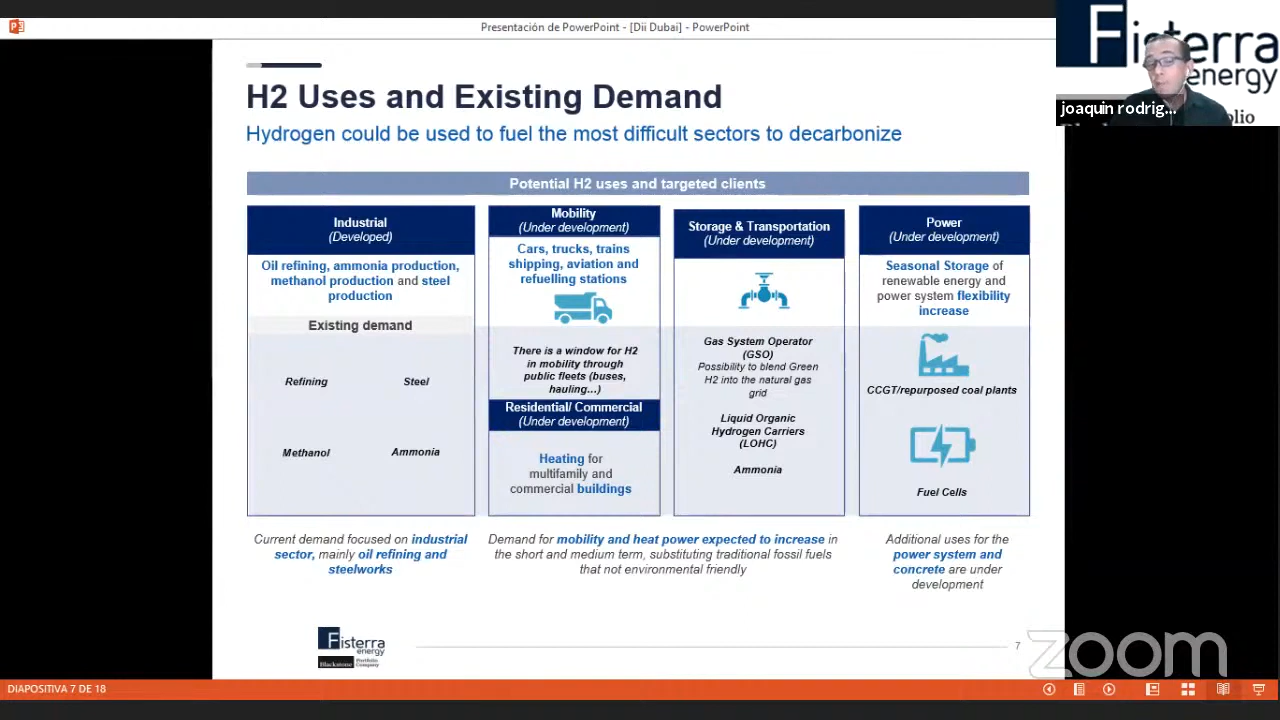 Presentación de PowerPoint - [Dii Dubai] - PowerPoint
Fisterra
energy
joaquin rodrig...
H2 Uses and Existing Demand
Hydrogen could be used to fuel the most difficult sectors to decarbonize
Potential H2 uses and targeted clients
Industrial
(Developed)
Oil refining, ammonia production,
methanol production and steel
production
Existing demand
Refining
Steel
Methanol
Ammonia
Mobility
(Under development)
Cars, trucks, trains
shipping, aviation and
refuelling stations
There is a window for H2
in mobility through
public fleets (buses,
hauling…)
Residential/ Commercial
(Under development)
Heating for
multifamily and
commercial buildings
Storage & Transportation
(Under development)
Gas System Operator
(GSO)
Possibility to blend Green
H2 into the natural gas
grid
Liquid Organic
Hydrogen Carriers
(LOHC)
Ammonia
Power
(Under development)
Seasonal Storage of
renewable energy and
power system flexibility
increase
CCGT/repurposed coal plants
Fuel Cells
Current demand focused on industrial
sector, mainly oil refining and
steelworks
Demand for mobility and heat power expected to increase in
the short and medium term, substituting traditional fossil fuels
that not environmental friendly
Additional uses for the
power system and
concrete are under
development
Fisterra
energy
Blackstone Portfolio
Company
7
zoom
DIAPOSITIVA 7 DE 18